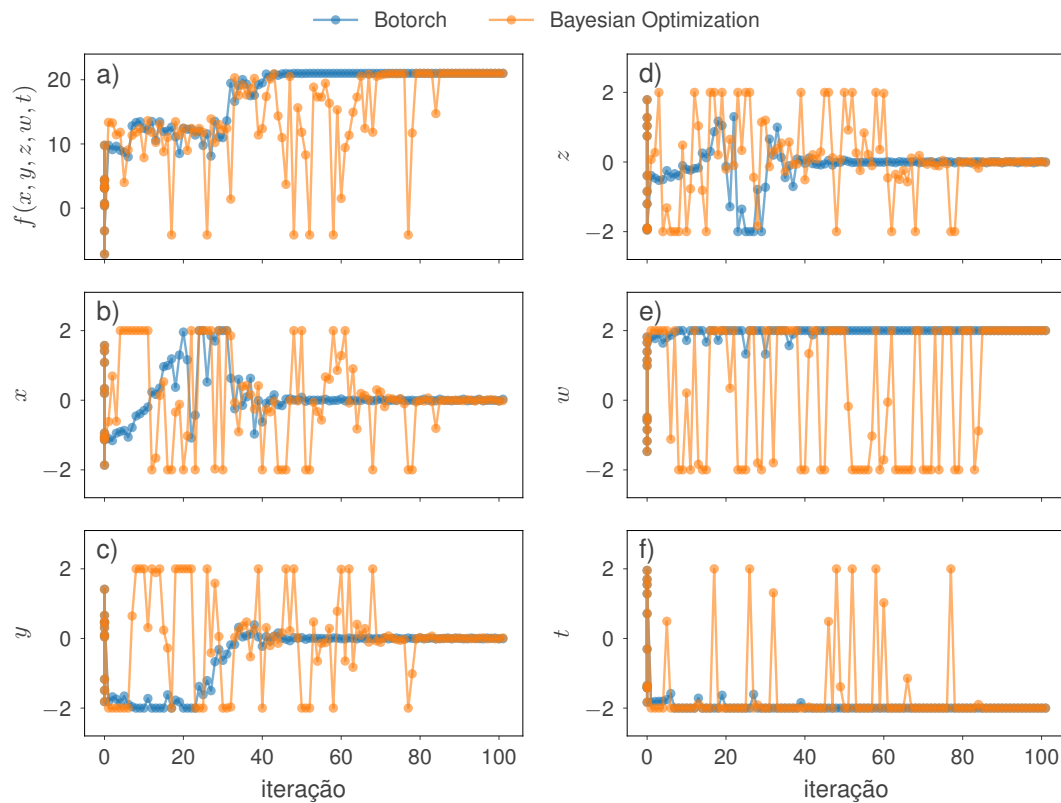 Botorch Bayesian Optimization
a)
20
10
0
f(x, y, z, w, t)
b)
2
0
−2
x
c)
2
0
−2
y
0 20 40 60 80 100
iteração
d)
2
0
−2
z
e)
2
0
−2
w
f)
2
0
−2
t
0 20 40 60 80 100
iteração